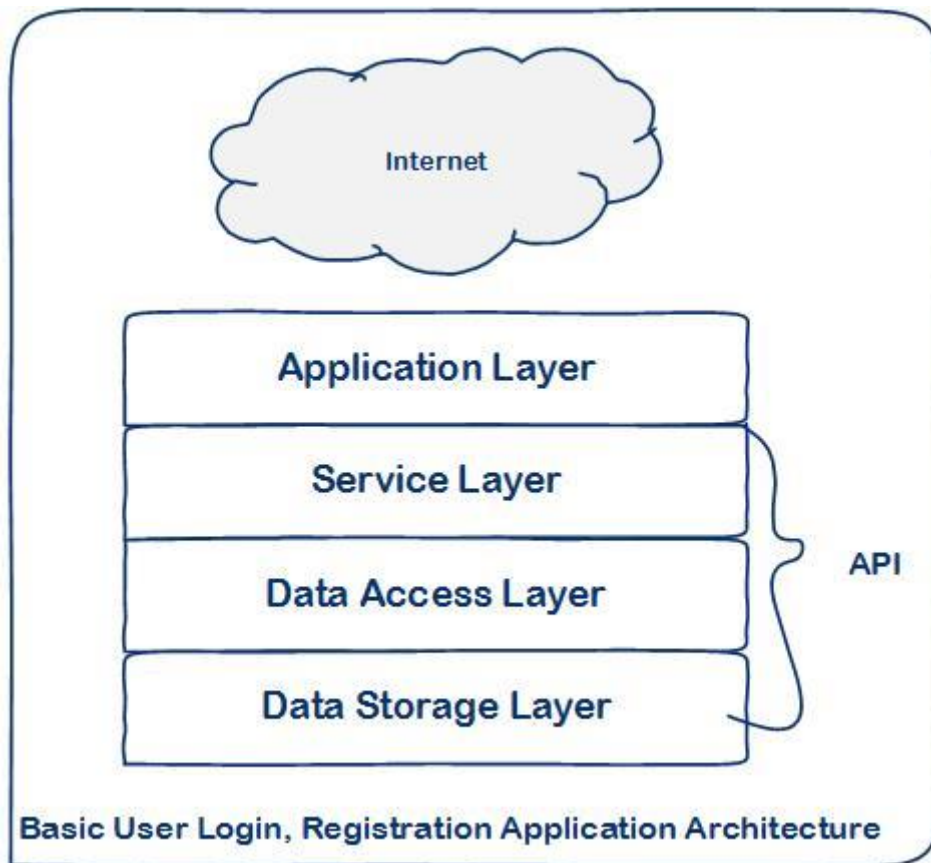 Internet
Application Layer
Service Layer
API
Data Access Layer
Data Storage Layer
Basic User Login, Registration Application Architecture